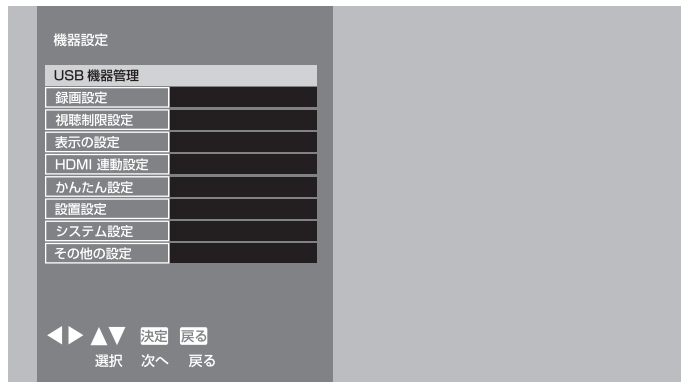 機器設定
USB 機器管理
録画設定
視聴制限設定
表示の設定
HDMI 連動設定
かんたん設定
設置設定
システム設定
その他の設定
決定 戻る
選択 次へ 戻る